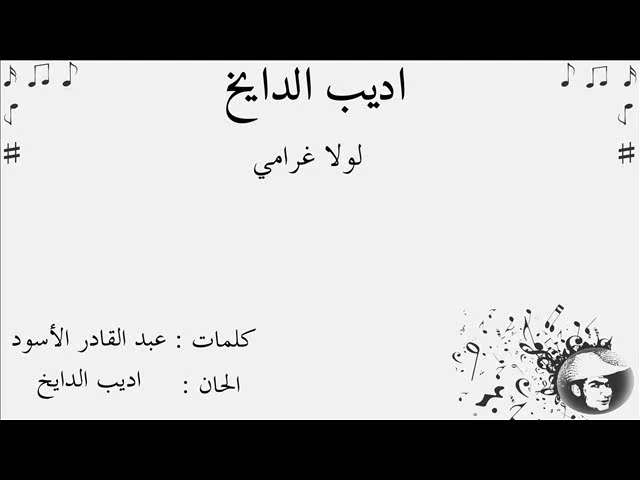 اديب الدايخ
لولا غرامي
كلمات : عبد القادر الأسود
الحان : اديب الدايخ